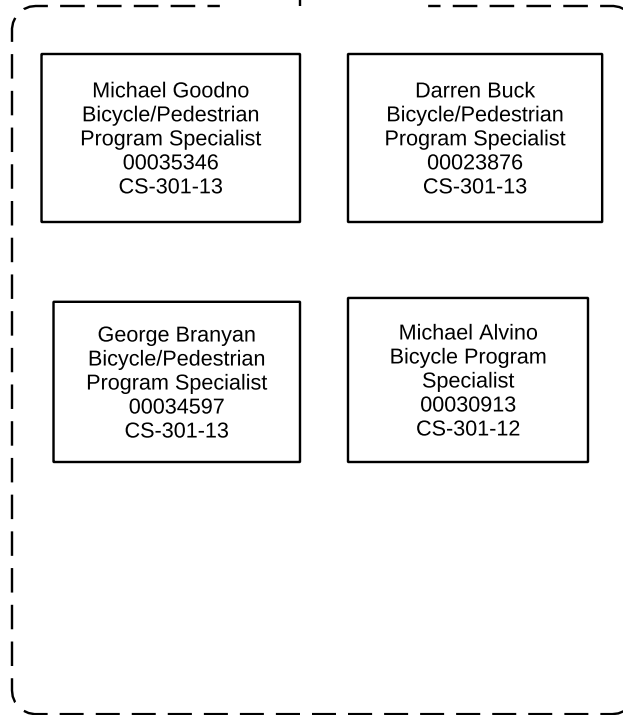 Michael Goodno
Bicycle/Pedestrian
Program Specialist
00035346
CS-301-13
Darren Buck
Bicycle/Pedestrian
Program Specialist
00023876
CS-301-13
George Branyan
Bicycle/Pedestrian
Program Specialist
00034597
CS-301-13
Michael Alvino
Bicycle Program
Specialist
00030913
CS-301-12